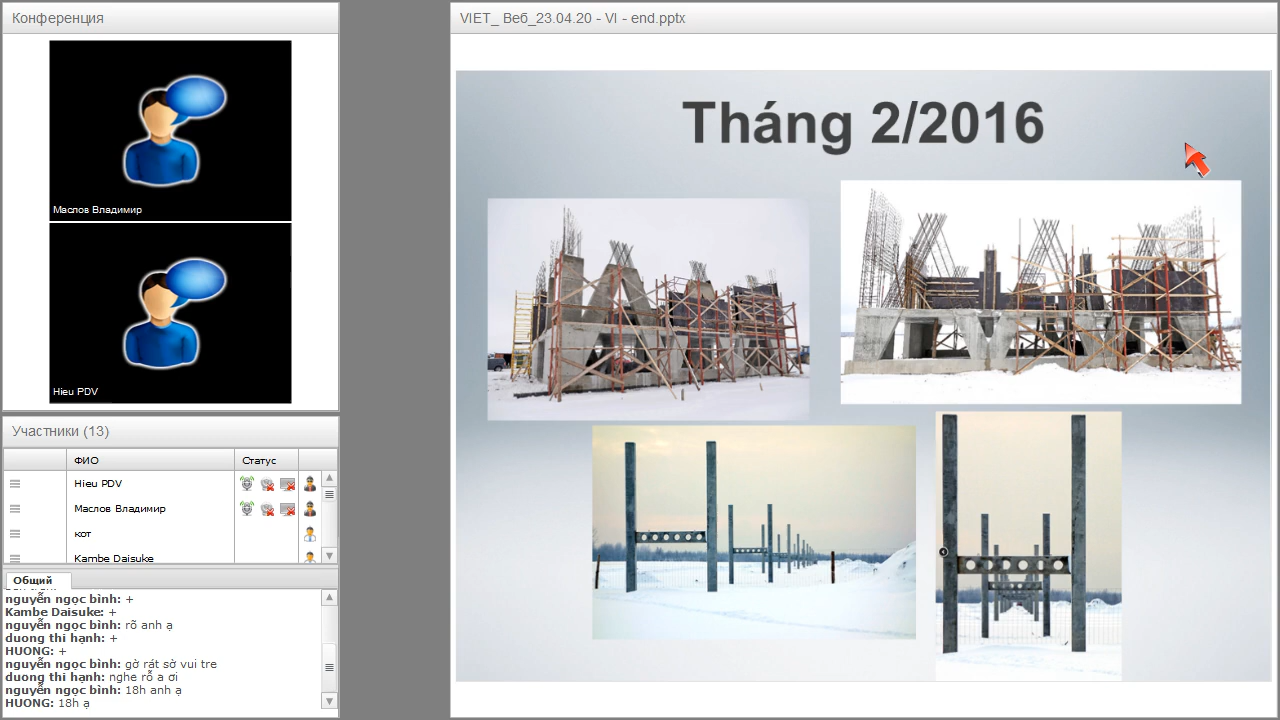 Конференция
Маслов Владимир
Hieu PDV
Участники (13)
ФИО Статус
Hieu PDV
Маслов Владимир
кот
Kambe Daisuke
Общий
nguyễn ngọc bình: +
Kambe Daisuke: +
nguyễn ngọc bình: rõ anh ạ
duong thi hạnh: +
HUONG: +
nguyễn ngọc bình: gờ rát sờ vui tre
duong thi hạnh: nghe rỗ a ơi
nguyễn ngọc bình: 18h anh ạ
HUONG: 18h ạ
VIET_ Веб_23.04.20 - VI - end.pptx
Tháng 2/2016